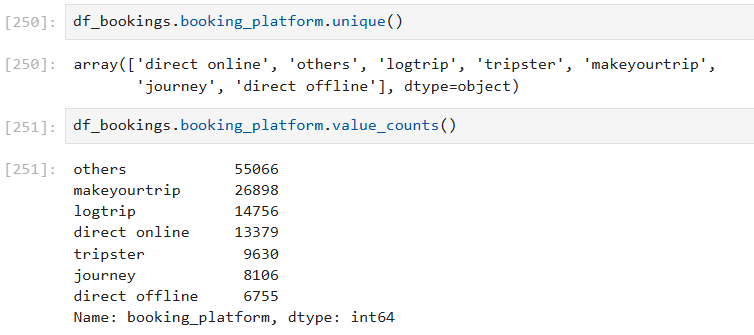 [250]: df_bookings.booking_platform.unique()
[250]: array(['direct online', 'others', 'logtrip', 'tripster', 'makeyourtrip',
'journey', 'direct offline'], dtype=object)
[251]: df_bookings.booking_platform.value_counts()
[251]: others 55066
makeyourtrip 26898
logtrip 14756
direct online 13379
tripster 9630
journey 8106
direct offline 6755
Name: booking_platform, dtype: int64